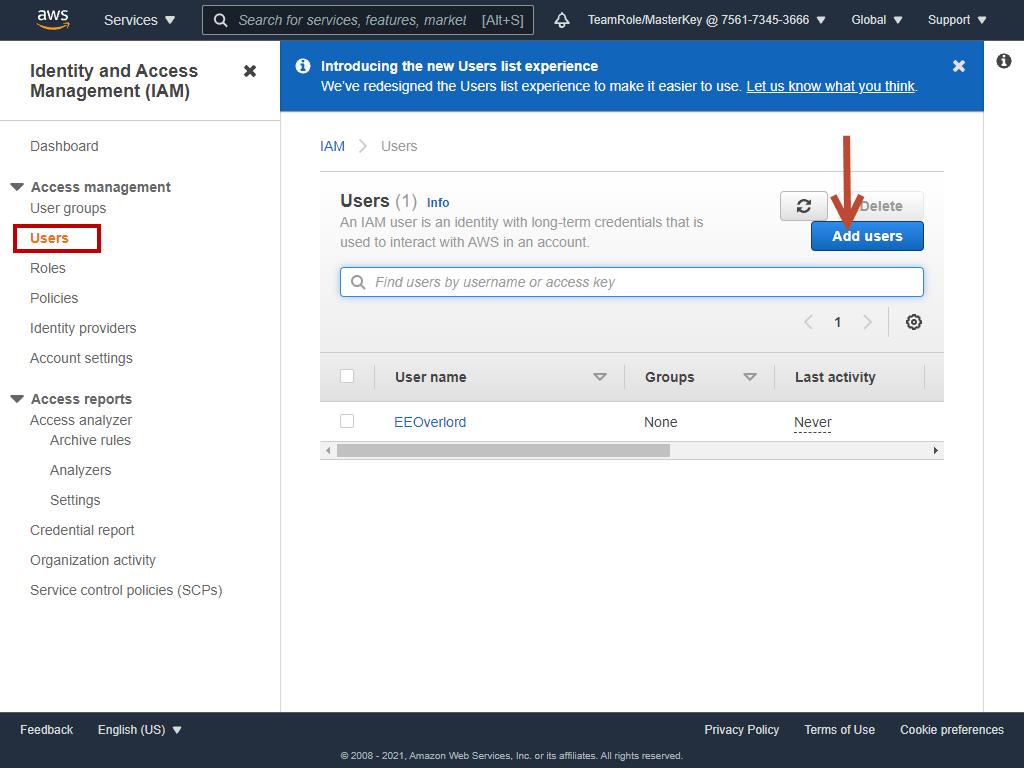 aws
Services
Search for services, features, market [Alt+S]
TeamRole/MasterKey @ 7561-7345-3666
Global
Support
Identity and Access
Management (IAM)
Dashboard
Access management
User groups
Users
Roles
Policies
Identity providers
Account settings
Access reports
Access analyzer
Archive rules
Analyzers
Settings
Credential report
Organization activity
Service control policies (SCPs)
Introducing the new Users list experience
We've redesigned the Users list experience to make it easier to use. Let us know what you think.
IAM Users
Users (1) Info
An IAM user is an identity with long-term credentials that is
used to interact with AWS in an account.
Delete
Add users
Find users by username or access key
1
User name Groups Last activity
EEOverlord None Never
Feedback English (US) Privacy Policy Terms of Use Cookie preferences
© 2008 - 2021, Amazon Web Services, Inc. or its affiliates. All rights reserved.